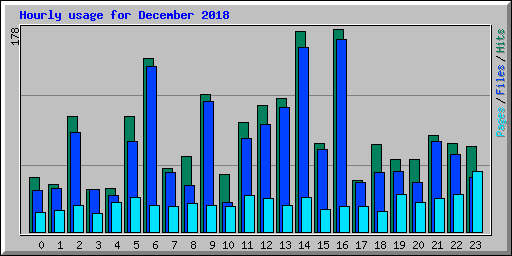 Hourly usage for December 2018
178
Pages / Files / Hits
0 1 2 3 4 5 6 7 8 9 10 11 12 13 14 15 16 17 18 19 20 21 22 23